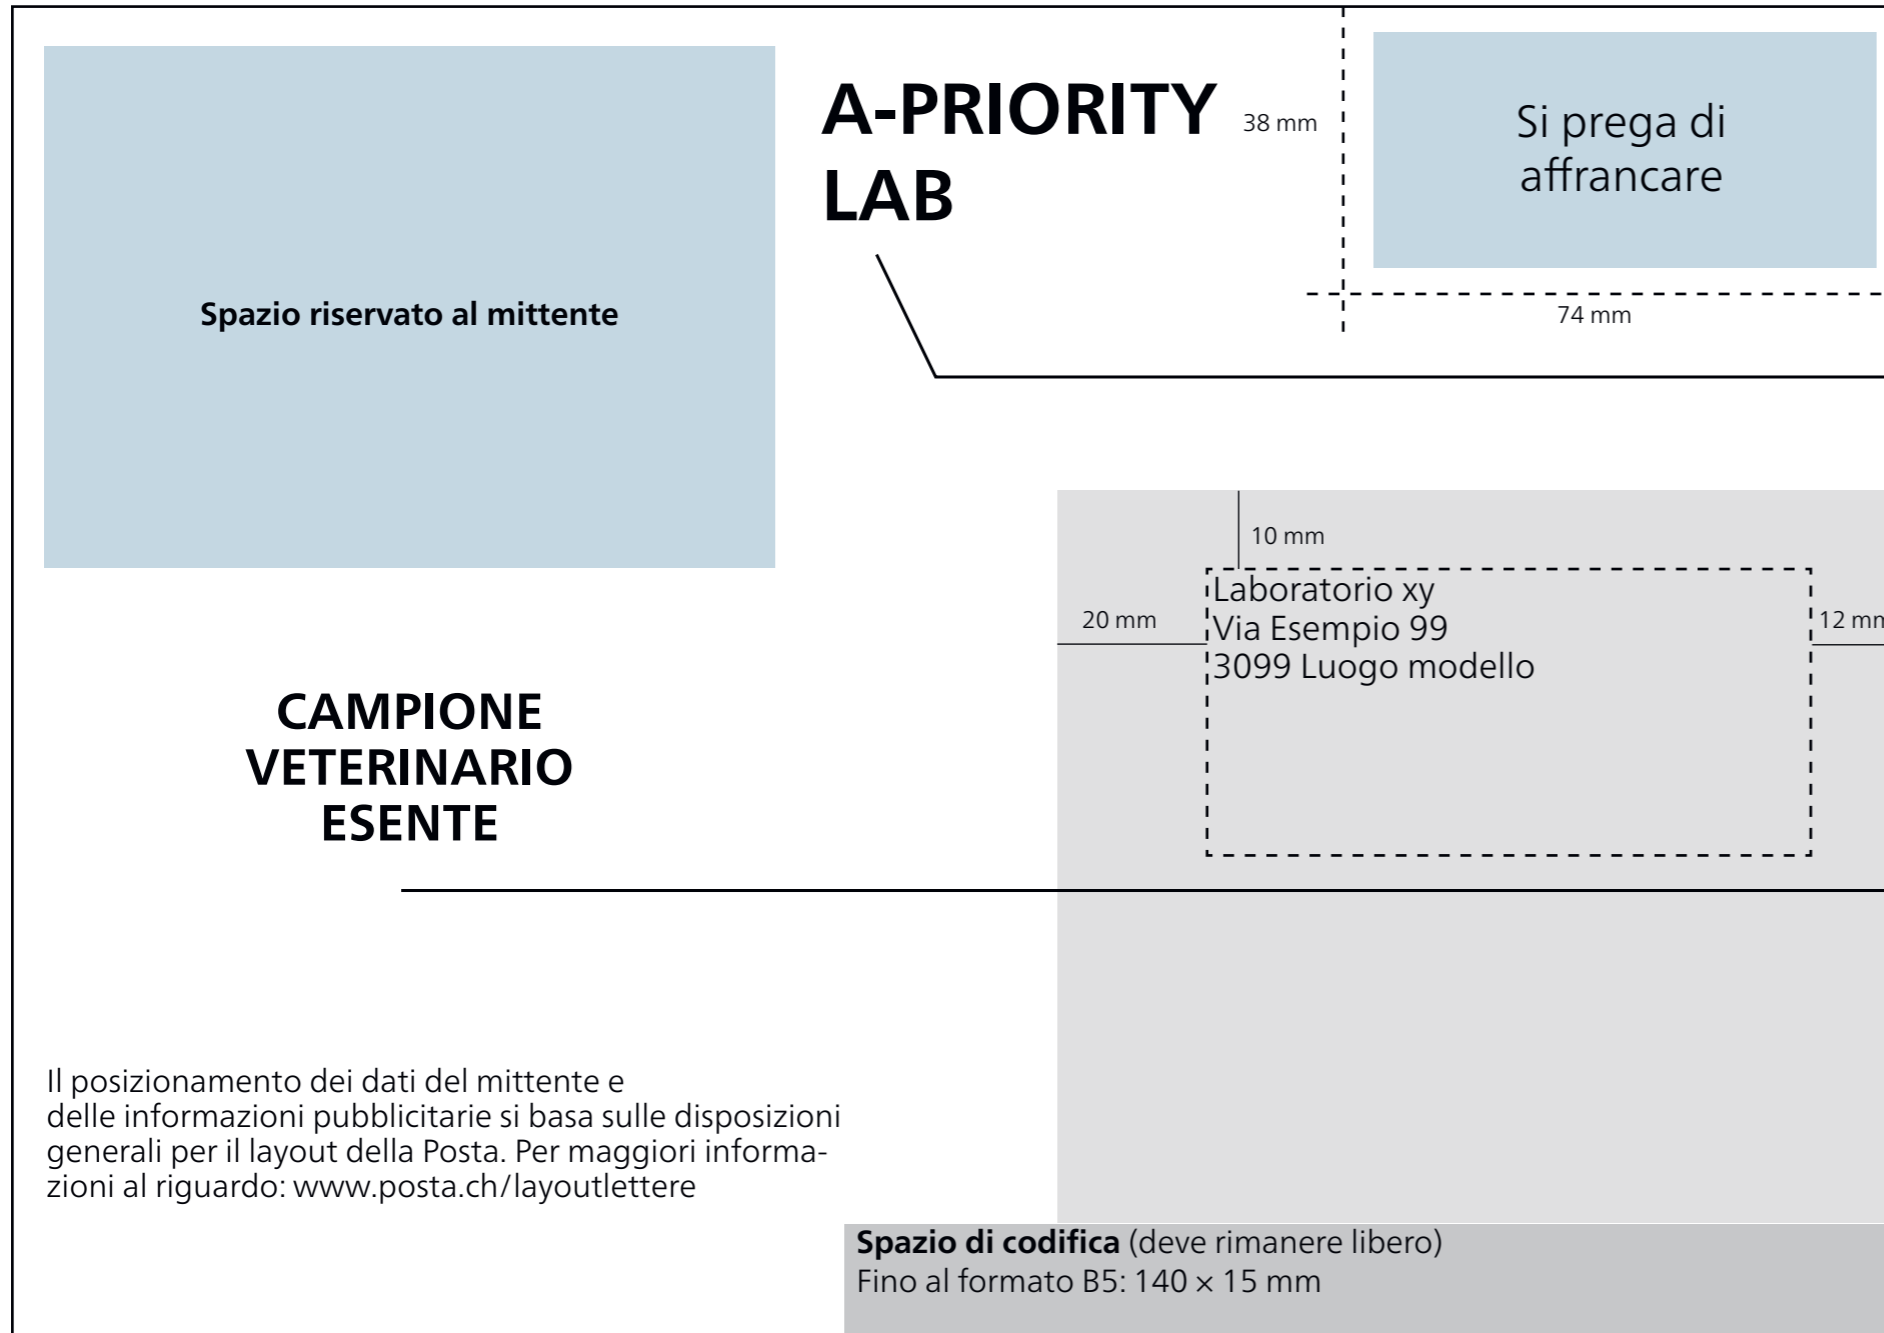 A-PRIORITY
LAB
38 mm
Si prega di
affrancare
74 mm
Spazio riservato al mittente
10 mm
20 mm
12 mm
Laboratorio xy
Via Esempio 99
3099 Luogo modello
CAMPIONE
VETERINARIO
ESENTE
Il posizionamento dei dati del mittente e
delle informazioni pubblicitarie si basa sulle disposizioni
generali per il layout della Posta. Per maggiori informa-
zioni al riguardo: www.posta.ch/layoutlettere
Spazio di codifica (deve rimanere libero)
Fino al formato B5: 140 × 15 mm